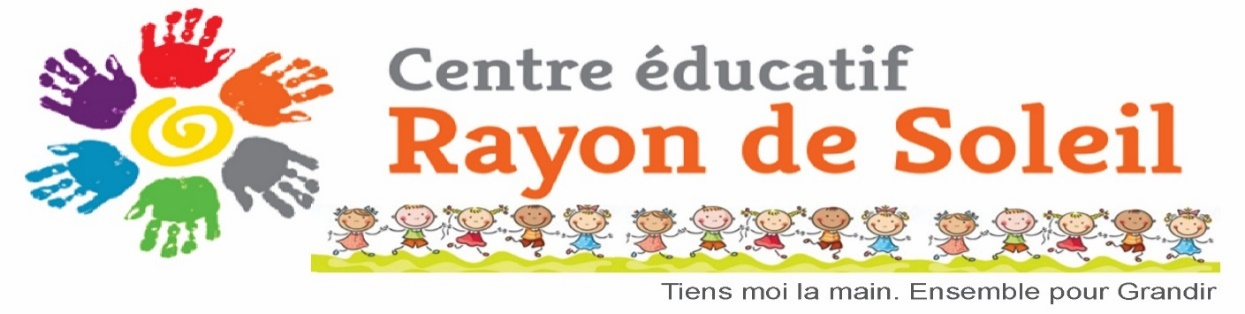 Centre éducatif
Rayon de Soleil
Tiens moi la main. Ensemble pour Grandir